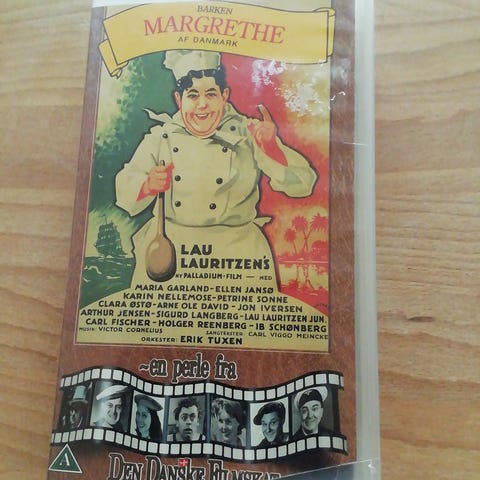 BARKEN
MARGRETHE
AF DANMARK
LAU
LAURITZEN'S
NY PALLADIUM-FILM — MED
MARIA GARLAND - ELLEN JANSØ
KARIN NELLEMOSE - PETRINE SONNE
CLARA ØSTØ - ARNE OLE DAVID - JON IVERSEN
ARTHUR JENSEN - SIGURD LANGBERG - LAU LAURITZEN JUN.
CARL FISCHER - HOLGER REENBERG - IB SCHØNBERG
MUSIK: VICTOR CORNELIUS SANGTEKSTER: CARL VIGGO MEINCKE
ORKESTER: ERIK TUXEN
~en perle fra
A
DEN DANSKE